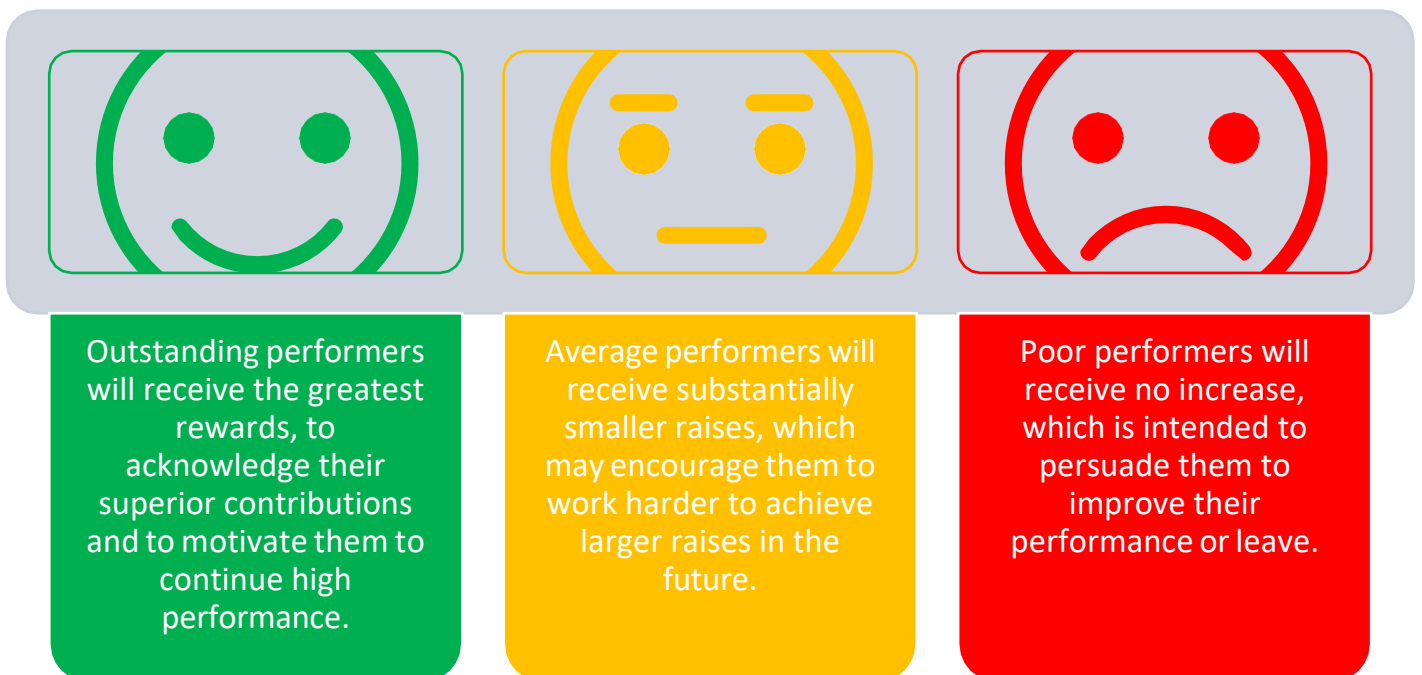 Outstanding performers
will receive the greatest
rewards, to
acknowledge their
superior contributions
and to motivate them to
continue high
performance.
Average performers will
receive substantially
smaller raises, which
may encourage them to
work harder to achieve
larger raises in the
future.
Poor performers will
receive no increase,
which is intended to
persuade them to
improve their
performance or leave.